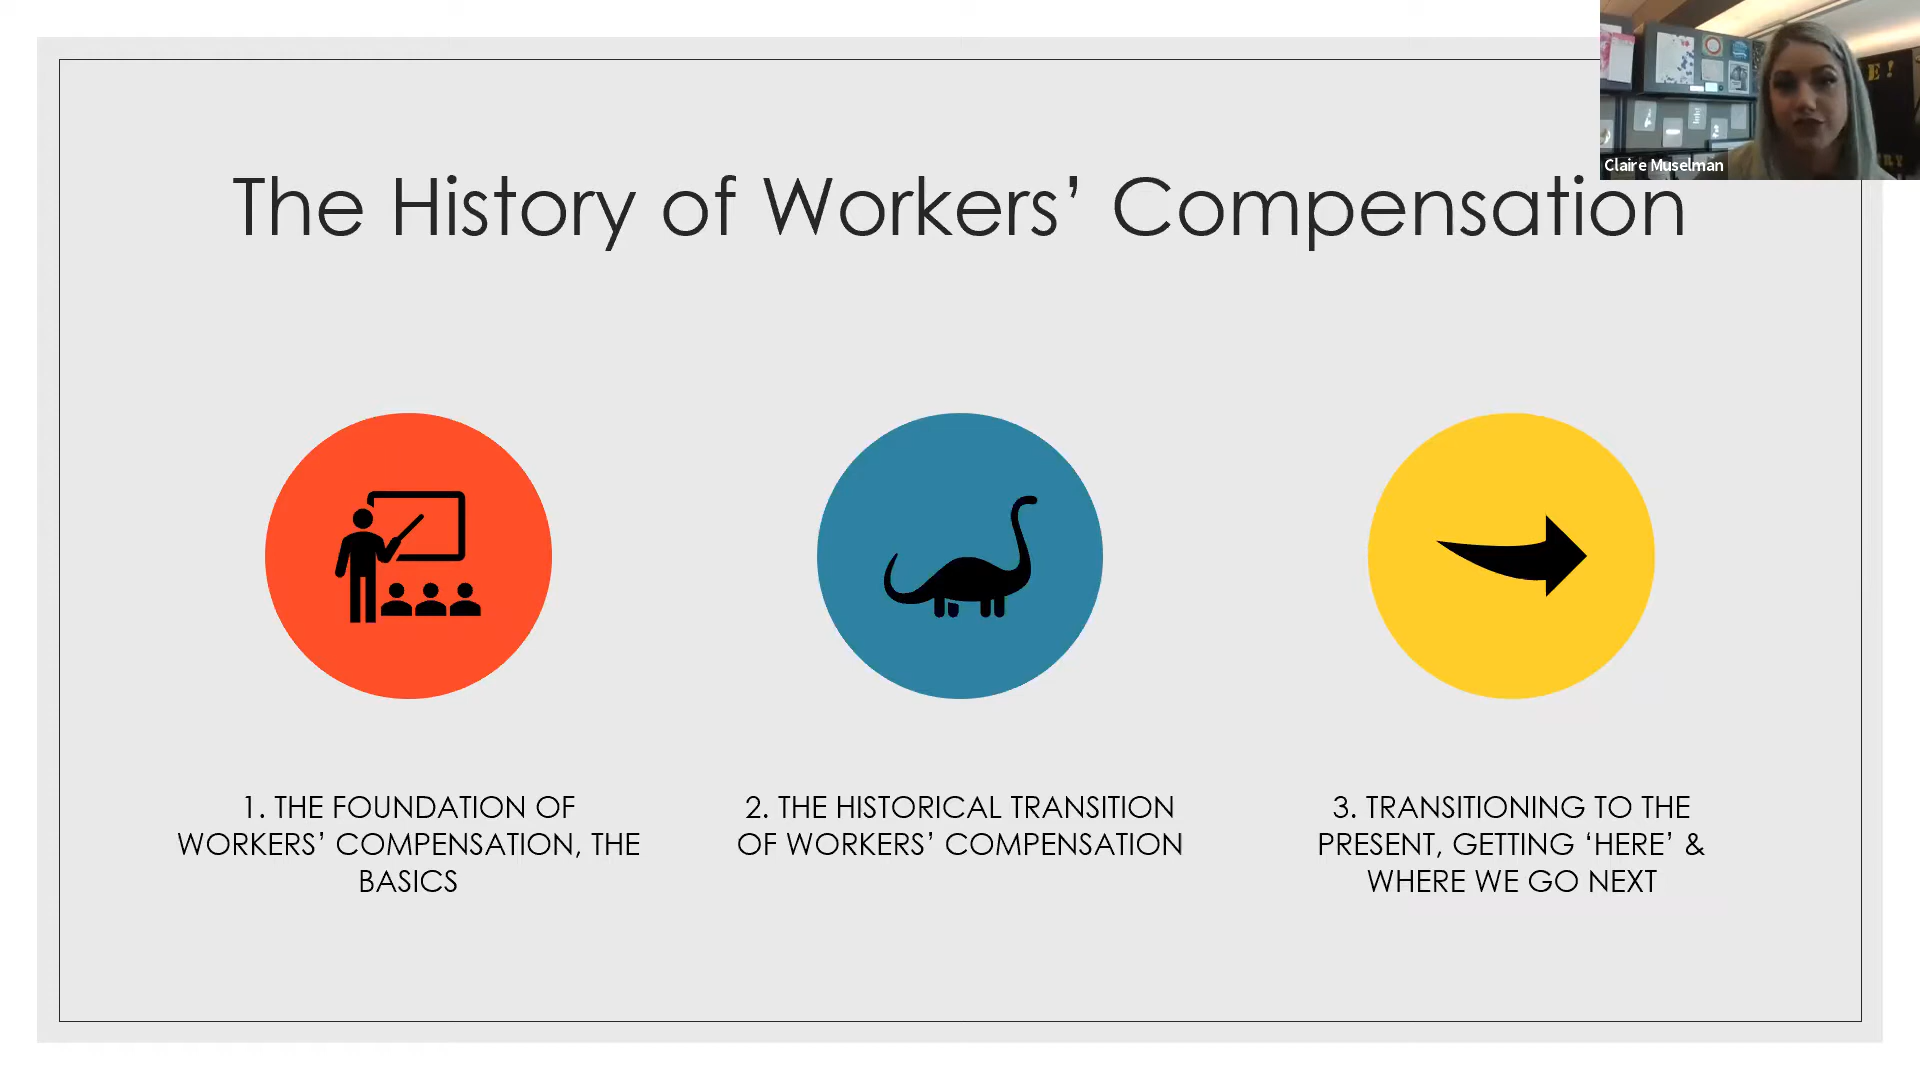 The History of Workers’ Compensation
Claire Muselman
E!
RY
1. THE FOUNDATION OF
WORKERS’ COMPENSATION, THE
BASICS
2. THE HISTORICAL TRANSITION
OF WORKERS’ COMPENSATION
3. TRANSITIONING TO THE
PRESENT, GETTING ‘HERE’ &
WHERE WE GO NEXT